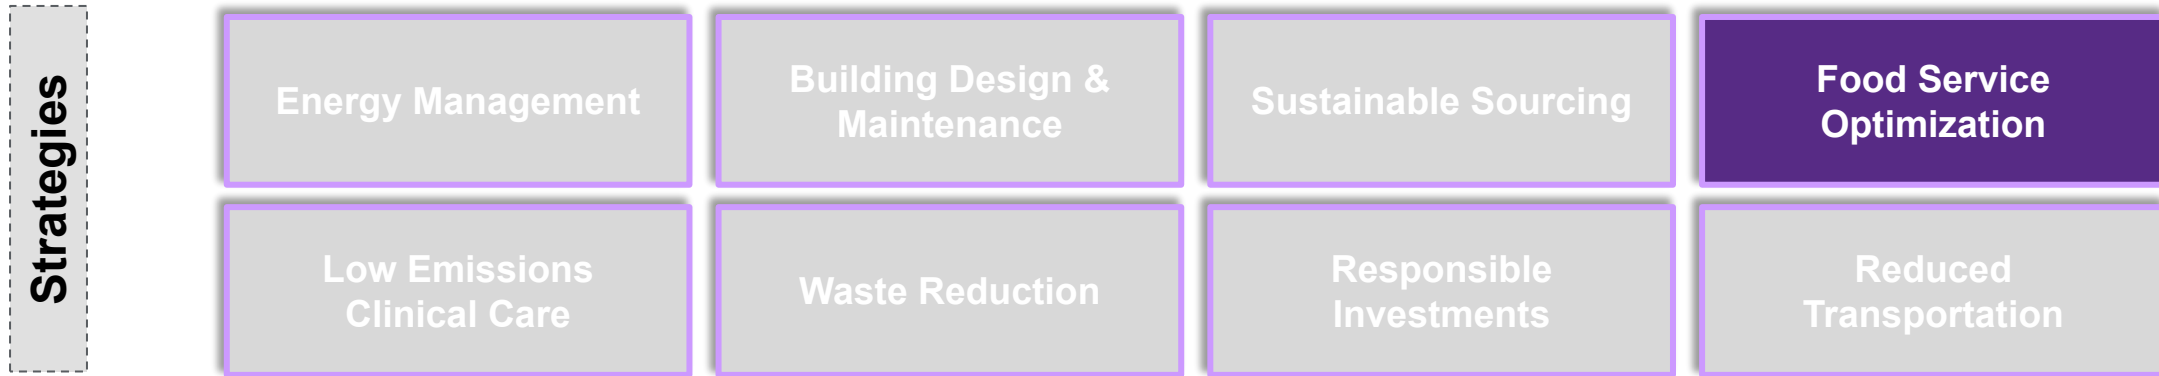 Strategies
Energy Management
Building Design &
Maintenance
Sustainable Sourcing
Food Service
Optimization
Low Emissions
Clinical Care
Waste Reduction
Responsible
Investments
Reduced
Transportation